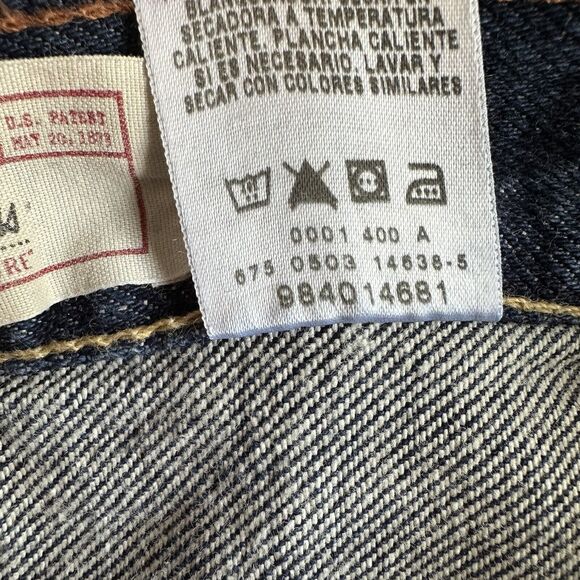 SECADORA A TEMPERATURA
CALIENTE. PLANCHA CALIENTE
SI ES NECESARIO. LAVAR Y
SECAR CON COLORES SIMILARES
0001 400 A
675 0503 14638-5
984014681
U.S. PATENT
MAY 20, 1873